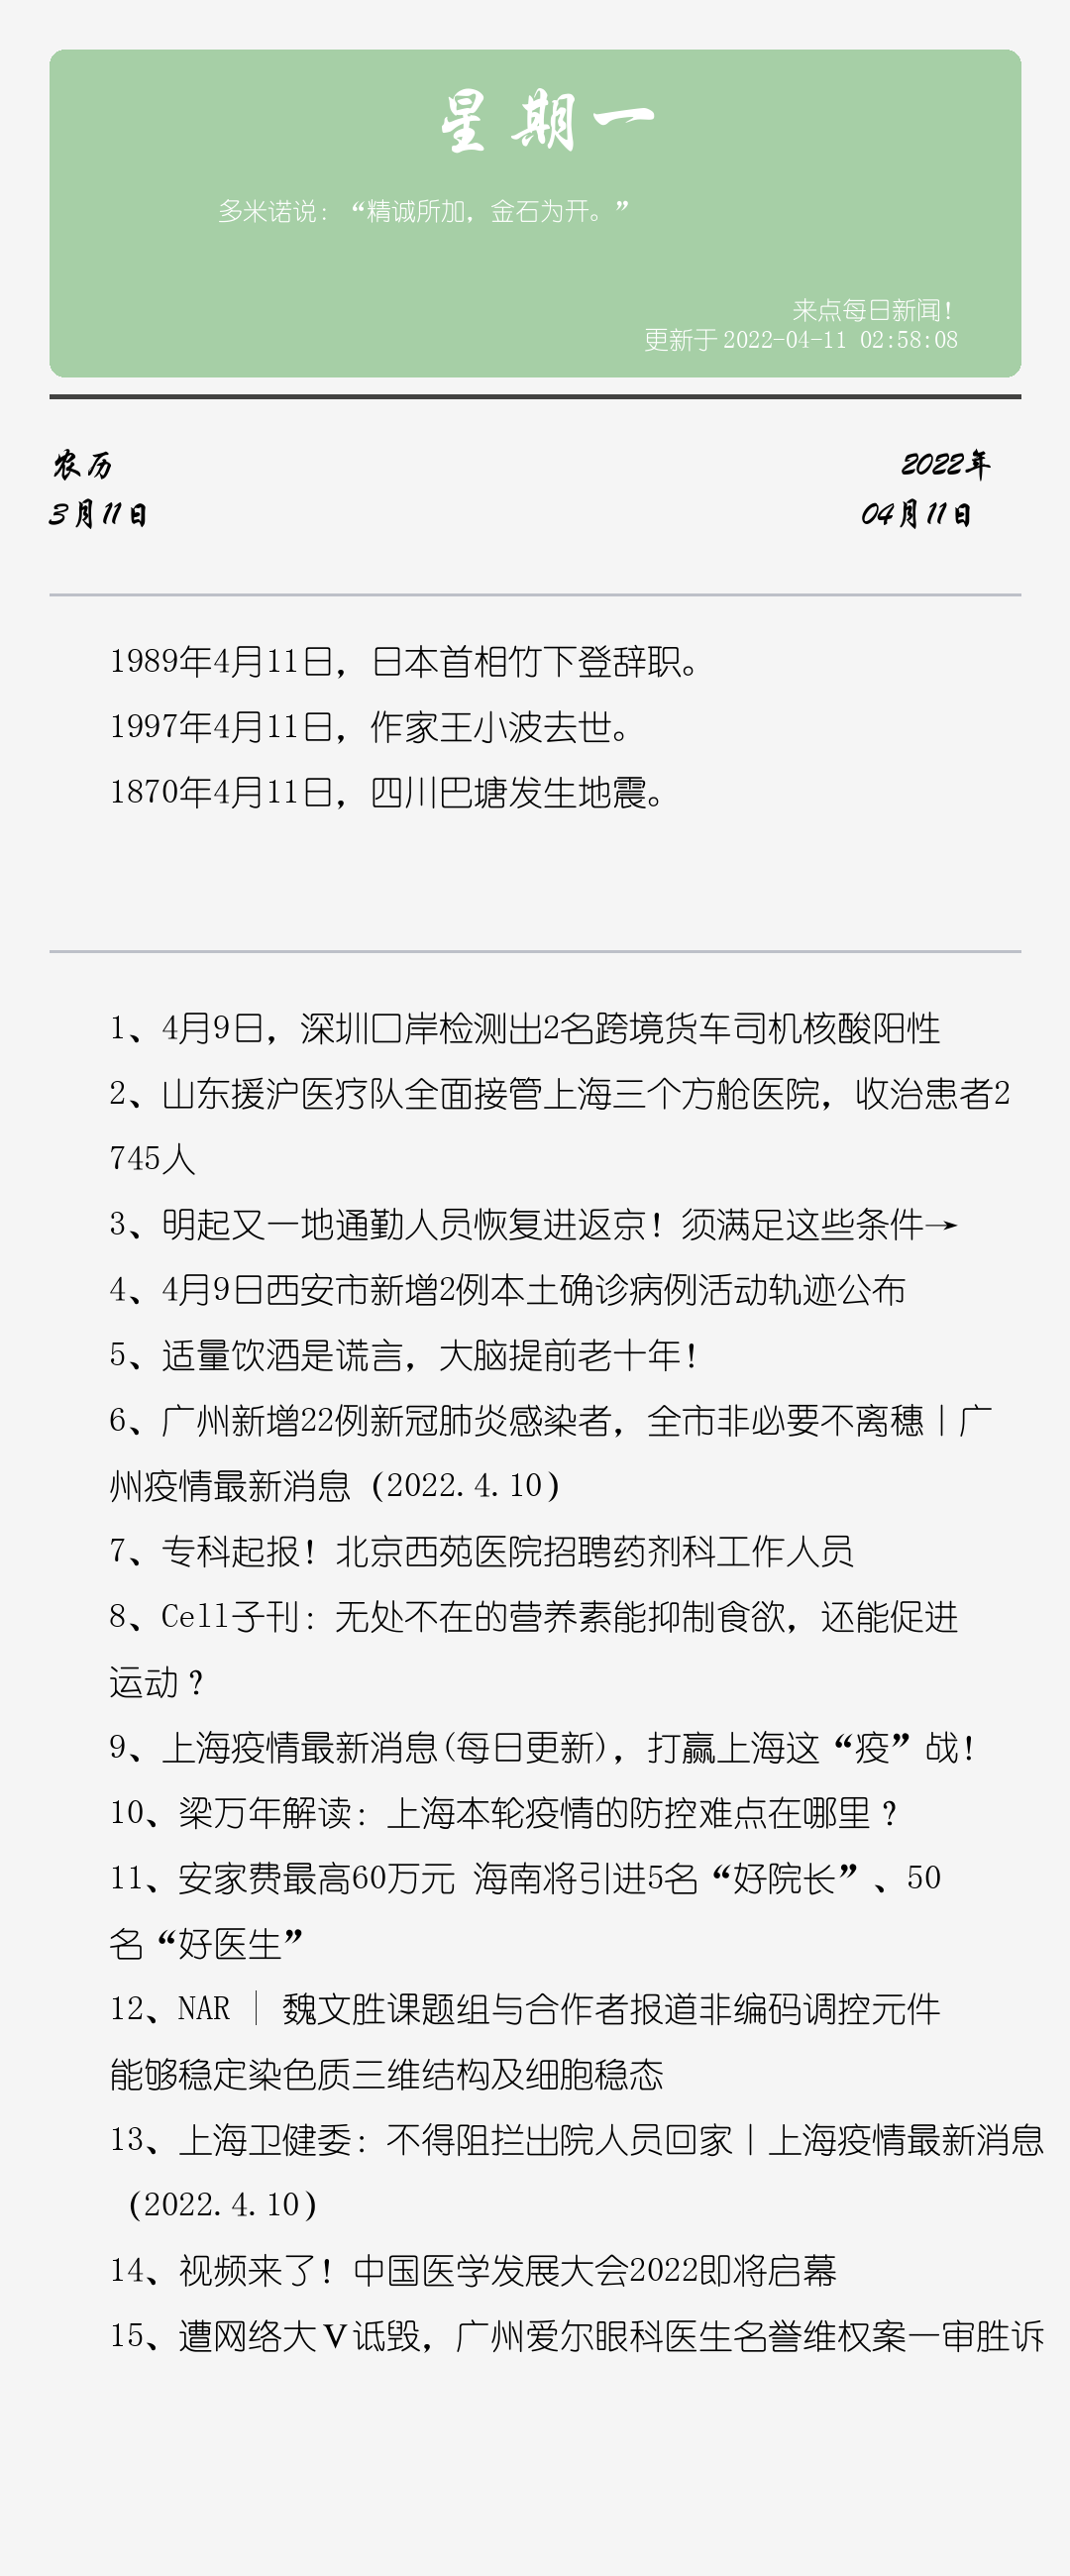 星期一
多米诺说：“精诚所加，金石为开。”
来点每日新闻！
更新于 2022-04-11 02:58:08
农历
2022年
3月11日
04月11日
1989年4月11日，日本首相竹下登辞职。
1997年4月11日，作家王小波去世。
1870年4月11日，四川巴塘发生地震。
1、4月9日，深圳口岸检测出2名跨境货车司机核酸阳性
2、山东援沪医疗队全面接管上海三个方舱医院，收治患者2
745人
3、明起又一地通勤人员恢复进返京！须满足这些条件→
4、4月9日西安市新增2例本土确诊病例活动轨迹公布
5、适量饮酒是谎言，大脑提前老十年！
6、广州新增22例新冠肺炎感染者，全市非必要不离穗丨广
州疫情最新消息（2022.4.10）
7、专科起报！北京西苑医院招聘药剂科工作人员
8、Cell子刊：无处不在的营养素能抑制食欲，还能促进
运动？
9、上海疫情最新消息(每日更新)，打赢上海这“疫”战！
10、梁万年解读：上海本轮疫情的防控难点在哪里？
11、安家费最高60万元 海南将引进5名“好院长”、50
名“好医生”
12、NAR ｜ 魏文胜课题组与合作者报道非编码调控元件
能够稳定染色质三维结构及细胞稳态
13、上海卫健委：不得阻拦出院人员回家丨上海疫情最新消息
（2022.4.10）
14、视频来了！中国医学发展大会2022即将启幕
15、遭网络大V诋毁，广州爱尔眼科医生名誉维权案一审胜诉